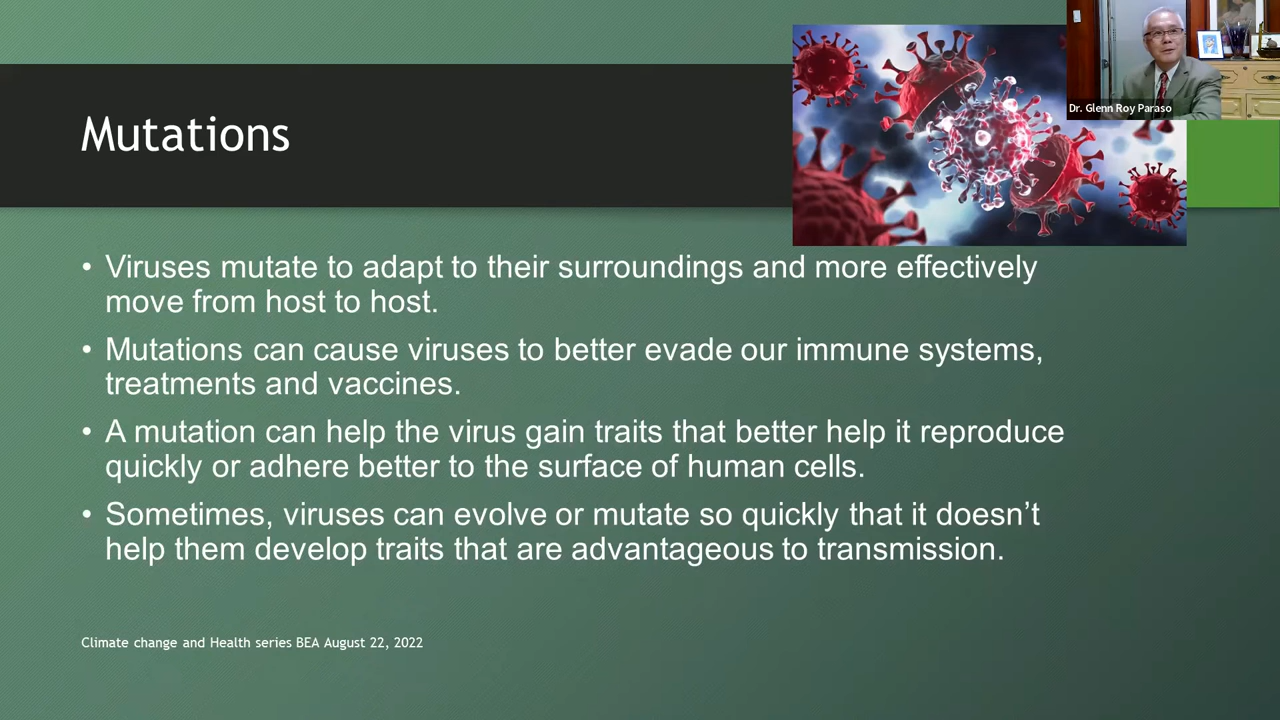 Dr. Glenn Roy Paraso
Mutations
• Viruses mutate to adapt to their surroundings and more effectively
move from host to host.
• Mutations can cause viruses to better evade our immune systems,
treatments and vaccines.
• A mutation can help the virus gain traits that better help it reproduce
quickly or adhere better to the surface of human cells.
• Sometimes, viruses can evolve or mutate so quickly that it doesn’t
help them develop traits that are advantageous to transmission.
Climate change and Health series BEA August 22, 2022